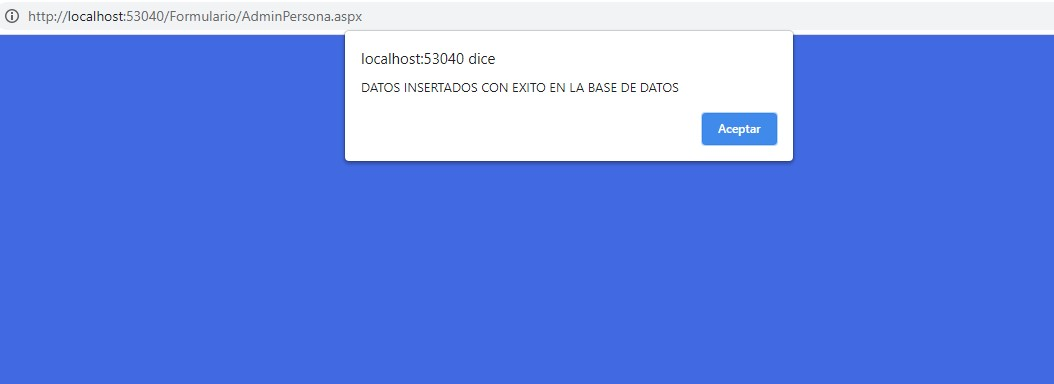 http://localhost:53040/Formulario/AdminPersona.aspx
localhost:53040 dice
DATOS INSERTADOS CON EXITO EN LA BASE DE DATOS
Aceptar